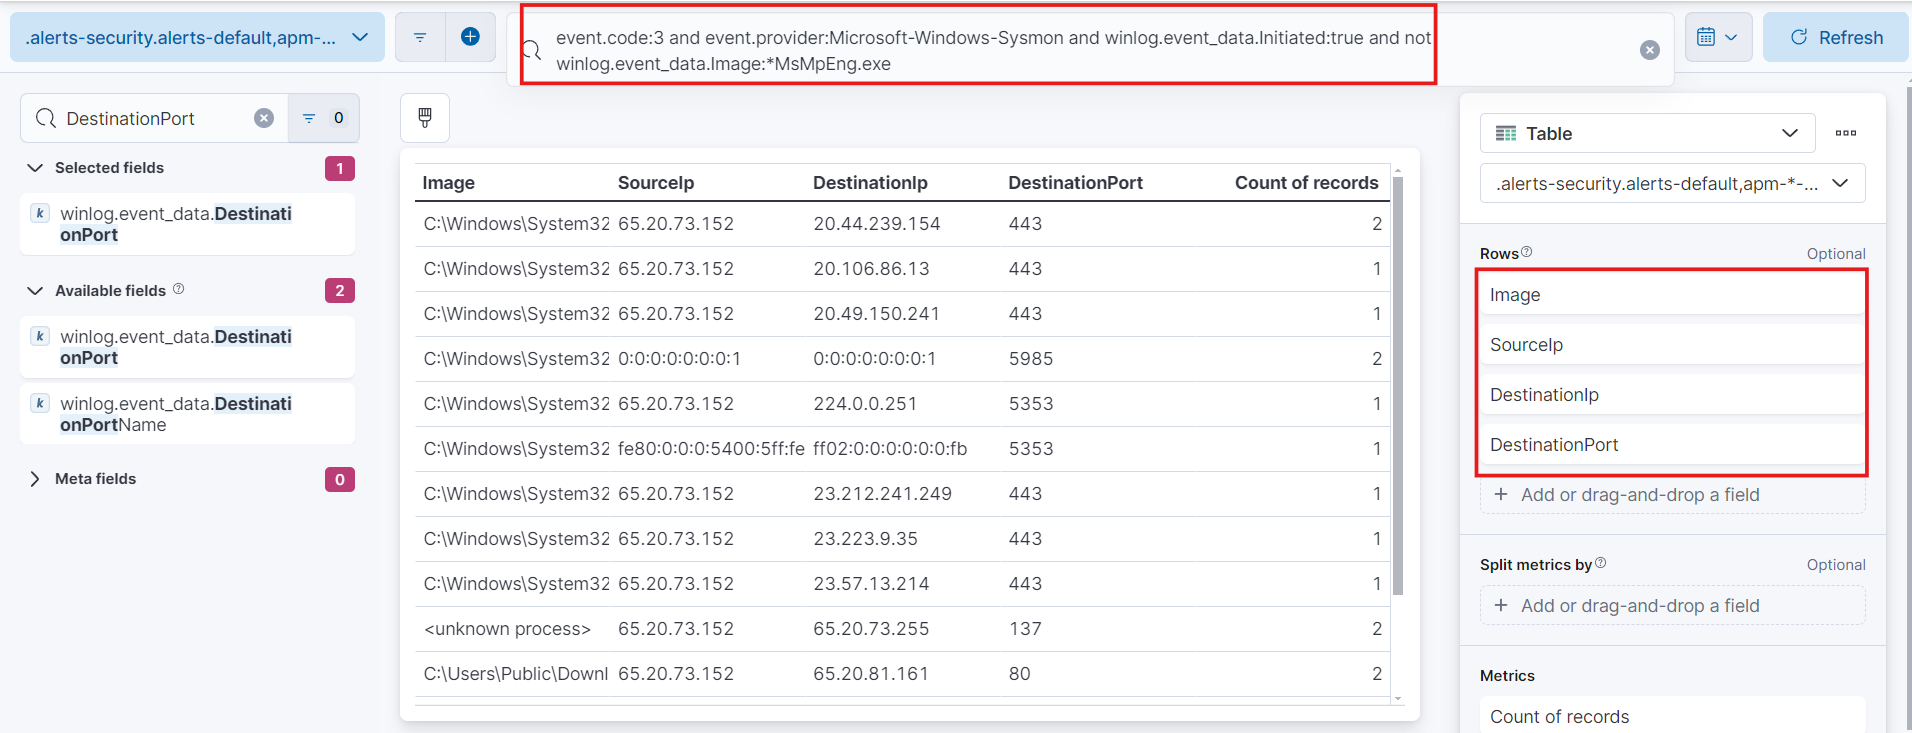 .alerts-security.alerts-default,apm-...
event.code:3 and event.provider:Microsoft-Windows-Sysmon and winlog.event_data.Initiated:true and not
winlog.event_data.Image:*MsMpEng.exe
Refresh
DestinationPort
0
Selected fields
1
k winlog.event_data.Destinati
onPort
Available fields
2
k winlog.event_data.Destinati
onPort
k winlog.event_data.Destinati
onPortName
Meta fields
0
Image SourceIp DestinationIp DestinationPort Count of records
C:\Windows\System32 65.20.73.152 20.44.239.154 443 2
C:\Windows\System32 65.20.73.152 20.106.86.13 443 1
C:\Windows\System32 65.20.73.152 20.49.150.241 443 1
C:\Windows\System32 0:0:0:0:0:0:0:1 0:0:0:0:0:0:0:1 5985 2
C:\Windows\System32 65.20.73.152 224.0.0.251 5353 1
C:\Windows\System32 fe80:0:0:0:5400:5ff:fe ff02:0:0:0:0:0:0:fb 5353 1
C:\Windows\System32 65.20.73.152 23.212.241.249 443 1
C:\Windows\System32 65.20.73.152 23.223.9.35 443 1
C:\Windows\System32 65.20.73.152 23.57.13.214 443 1
<unknown process> 65.20.73.152 65.20.73.255 137 2
C:\Users\Public\Downl 65.20.73.152 65.20.81.161 80 2
Table
.alerts-security.alerts-default,apm-*-...
Rows Optional
Image
SourceIp
DestinationIp
DestinationPort
+ Add or drag-and-drop a field
Split metrics by Optional
+ Add or drag-and-drop a field
Metrics
Count of records